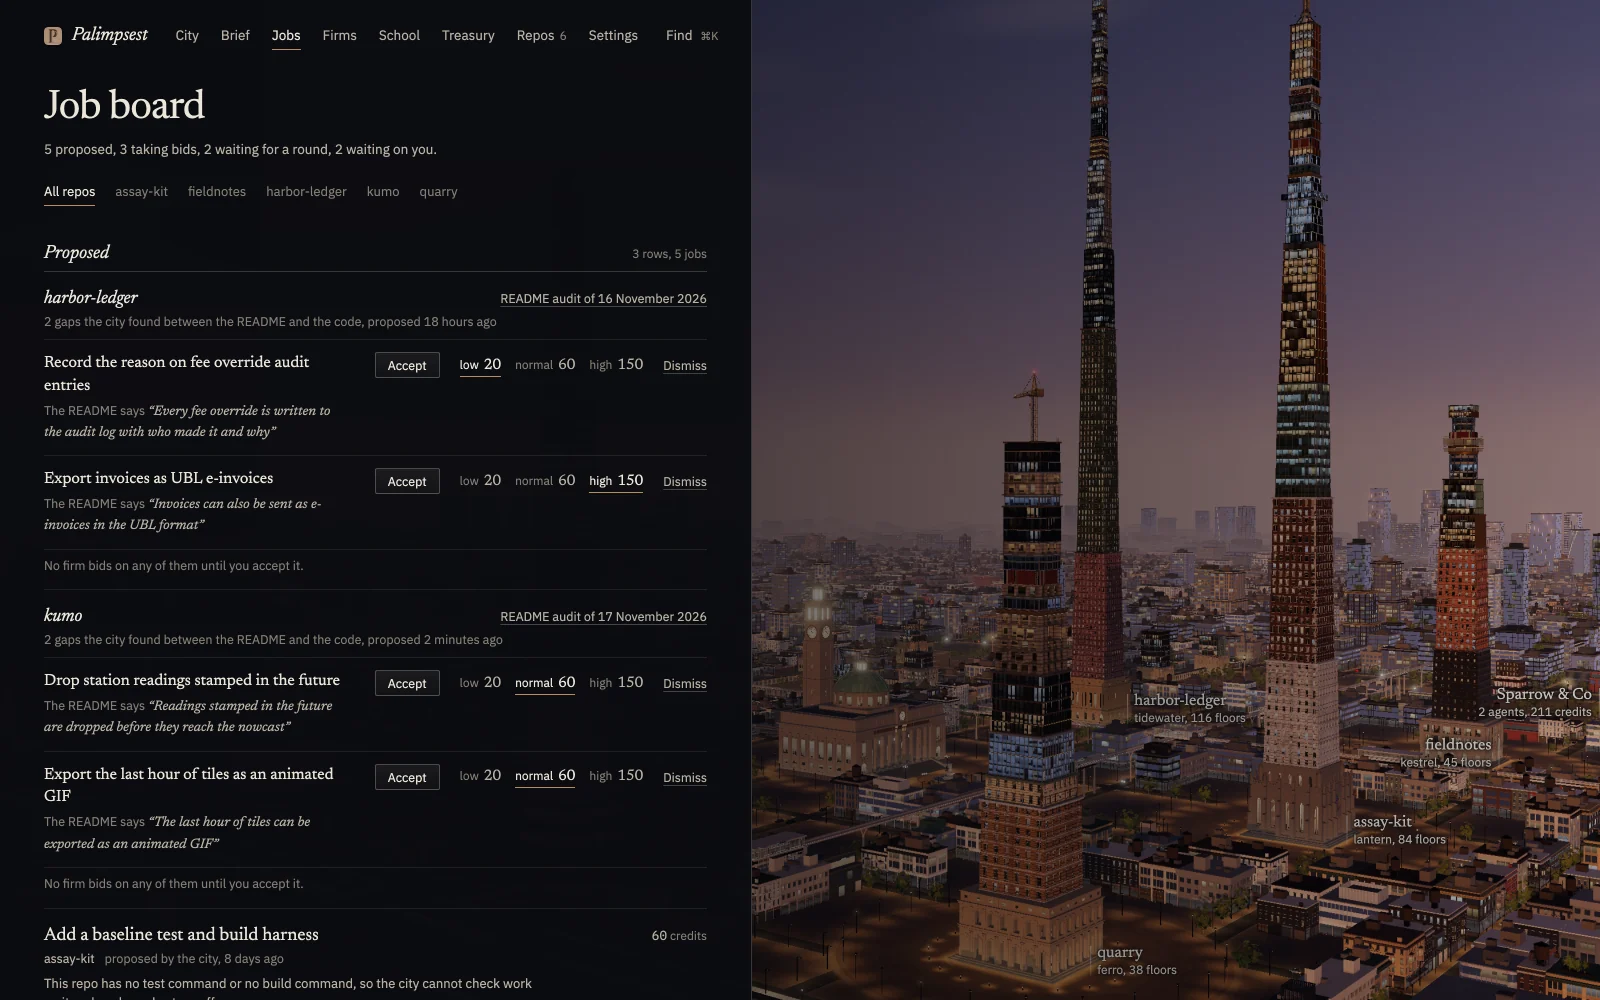 P Palimpsest City Brief Jobs Firms School Treasury Repos 6 Settings Find ⌘K
Job board
5 proposed, 3 taking bids, 2 waiting for a round, 2 waiting on you.
All repos assay-kit fieldnotes harbor-ledger kumo quarry
Proposed 3 rows, 5 jobs
harbor-ledger README audit of 16 November 2026
2 gaps the city found between the README and the code, proposed 18 hours ago
Record the reason on fee override audit
entries
Accept low 20 normal 60 high 150 Dismiss
The README says “Every fee override is written to
the audit log with who made it and why”
Export invoices as UBL e-invoices
Accept low 20 normal 60 high 150 Dismiss
The README says “Invoices can also be sent as e-
invoices in the UBL format”
No firm bids on any of them until you accept it.
kumo README audit of 17 November 2026
2 gaps the city found between the README and the code, proposed 2 minutes ago
Drop station readings stamped in the future
Accept low 20 normal 60 high 150 Dismiss
The README says “Readings stamped in the future
are dropped before they reach the nowcast”
Export the last hour of tiles as an animated
GIF
Accept low 20 normal 60 high 150 Dismiss
The README says “The last hour of tiles can be
exported as an animated GIF”
No firm bids on any of them until you accept it.
Add a baseline test and build harness 60 credits
assay-kit proposed by the city, 8 days ago
This repo has no test command or no build command, so the city cannot check work
harbor-ledger
tidewater, 116 floors
Sparrow & Co
2 agents, 211 credits
fieldnotes
kestrel, 45 floors
assay-kit
lantern, 84 floors
quarry
ferro, 38 floors